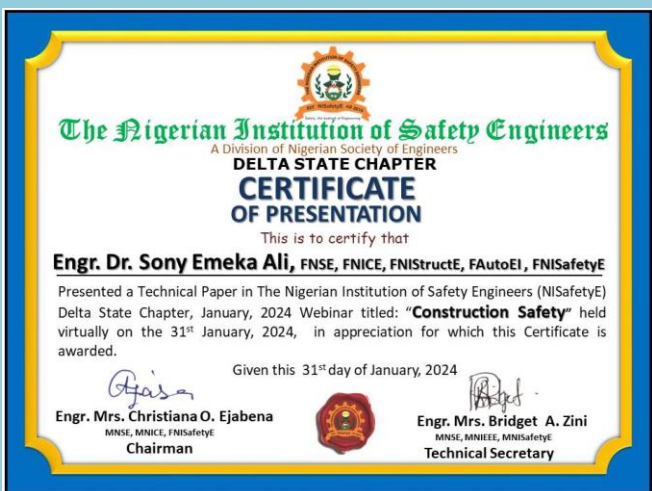 The Nigerian Institution of Safety Engineers
A Division of Nigerian Society of Engineers
DELTA STATE CHAPTER
CERTIFICATE
OF PRESENTATION
This is to certify that
Engr. Dr. Sony Emeka Ali, FNSE, FNICE, FNIStructE, FAutoEI, FNISafetyE
Presented a Technical Paper in The Nigerian Institution of Safety Engineers (NISafetyE)
Delta State Chapter, January, 2024 Webinar titled: “Construction Safety” held
virtually on the 31st January, 2024, in appreciation for which this Certificate is
awarded.
Given this 31st day of January, 2024
Engr. Mrs. Christiana O. Ejabena
MNSE, MNICE, FNISafetyE
Chairman
Engr. Mrs. Bridget A. Zini
MNSE, MNIEEE, MNISafetyE
Technical Secretary